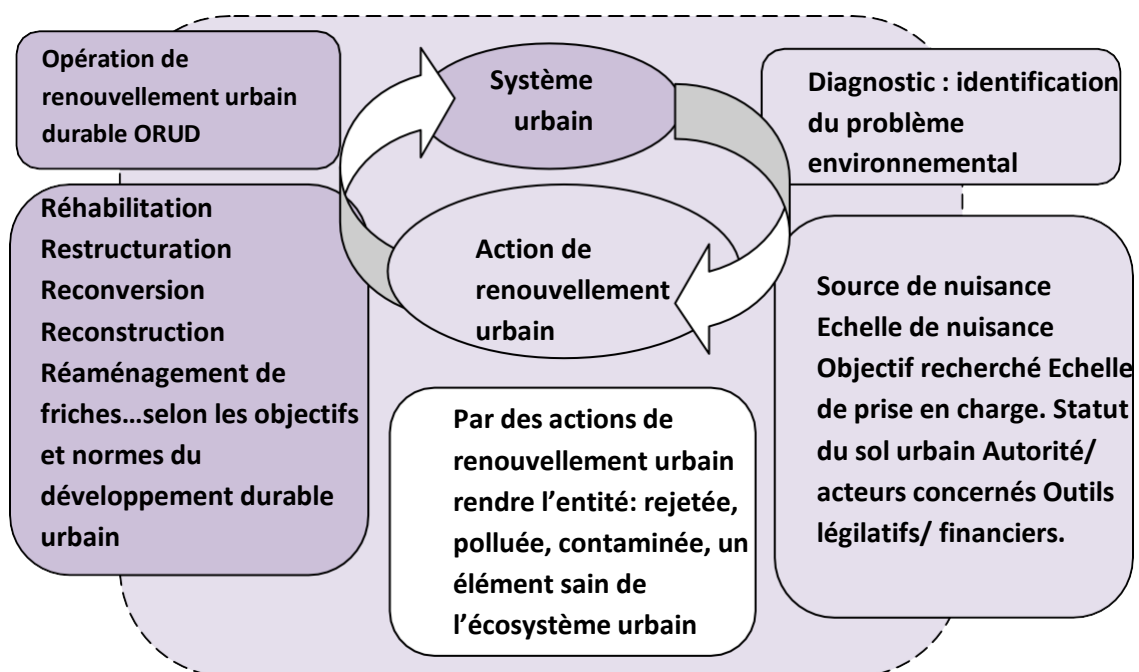 Opération de
renouvellement urbain
durable ORUD
Système
urbain
Diagnostic : identification
du problème
environnemental
Réhabilitation
Restructuration
Reconversion
Reconstruction
Réaménagement de
friches…selon les objectifs
et normes du
développement durable
urbain
Action de
renouvellement
urbain
Source de nuisance
Echelle de nuisance
Objectif recherché Echelle
de prise en charge. Statut
du sol urbain Autorité/
acteurs concernés Outils
législatifs/ financiers.
Par des actions de
renouvellement urbain
rendre l’entité: rejetée,
polluée, contaminée, un
élément sain de
l’écosystème urbain